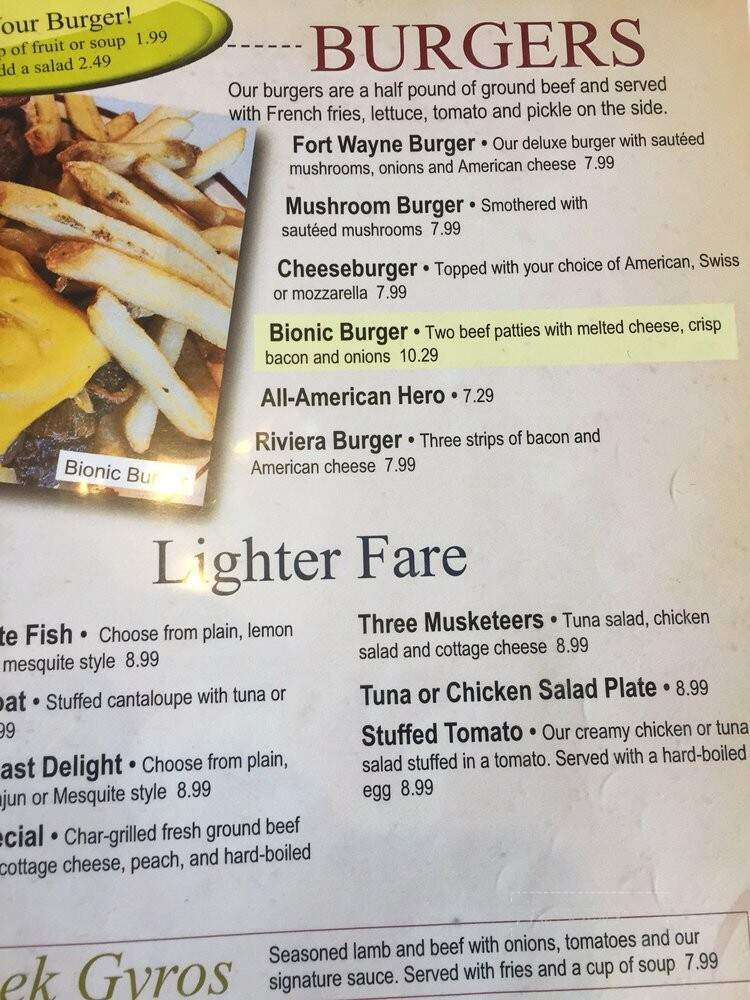 our Burger!
p of fruit or soup 1.99
dd a salad 2.49
BURGERS
Our burgers are a half pound of ground beef and served
with French fries, lettuce, tomato and pickle on the side.
Fort Wayne Burger • Our deluxe burger with sautéed
mushrooms, onions and American cheese 7.99
Mushroom Burger • Smothered with
sautéed mushrooms 7.99
Cheeseburger • Topped with your choice of American, Swiss
or mozzarella 7.99
Bionic Burger • Two beef patties with melted cheese, crisp
bacon and onions 10.29
All-American Hero • 7.29
Riviera Burger • Three strips of bacon and
American cheese 7.99
Bionic Bur
Lighter Fare
te Fish • Choose from plain, lemon
mesquite style 8.99
oat • Stuffed cantaloupe with tuna or
99
ast Delight • Choose from plain,
ajun or Mesquite style 8.99
ecial • Char-grilled fresh ground beef
cottage cheese, peach, and hard-boiled
Three Musketeers • Tuna salad, chicken
salad and cottage cheese 8.99
Tuna or Chicken Salad Plate • 8.99
Stuffed Tomato • Our creamy chicken or tuna
salad stuffed in a tomato. Served with a hard-boiled
egg 8.99
ek Gyros
Seasoned lamb and beef with onions, tomatoes and our
signature sauce. Served with fries and a cup of soup 7.99